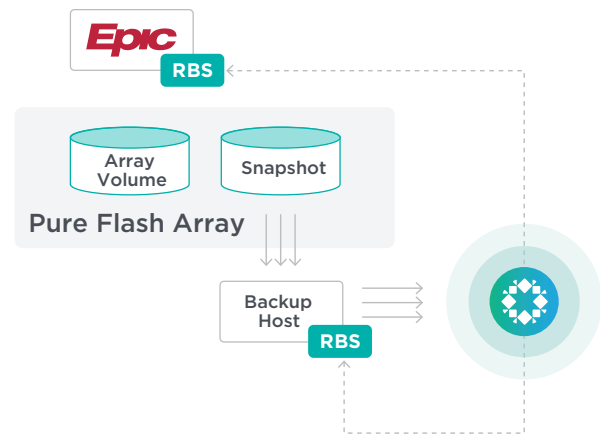 Epic
RBS
Array
Volume
Snapshot
Pure Flash Array
Backup
Host
RBS